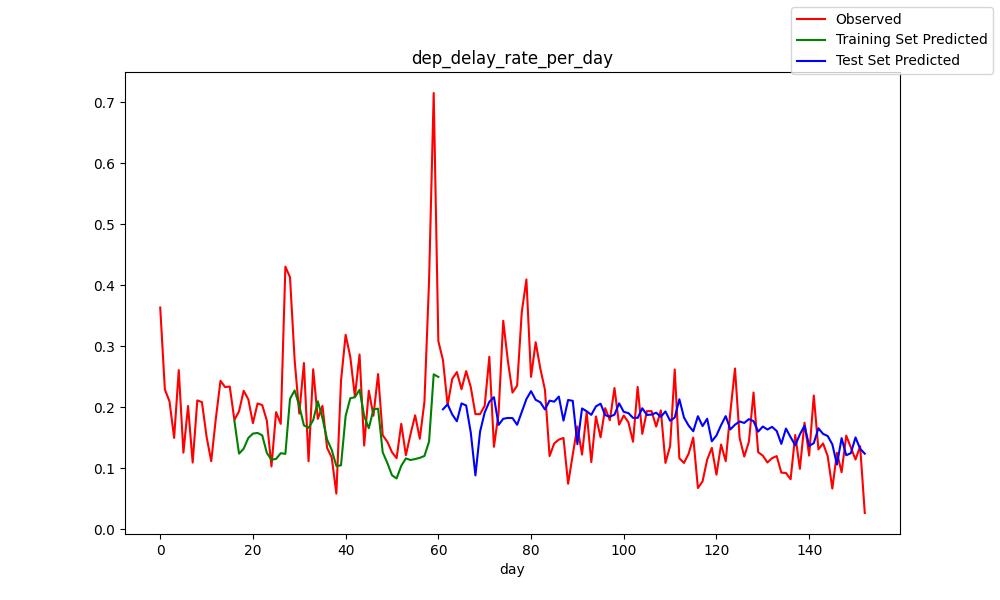 Observed
Training Set Predicted
Test Set Predicted
dep_delay_rate_per_day
0.7
0.6
0.5
0.4
0.3
0.2
0.1
0.0
0 20 40 60 80 100 120 140
day